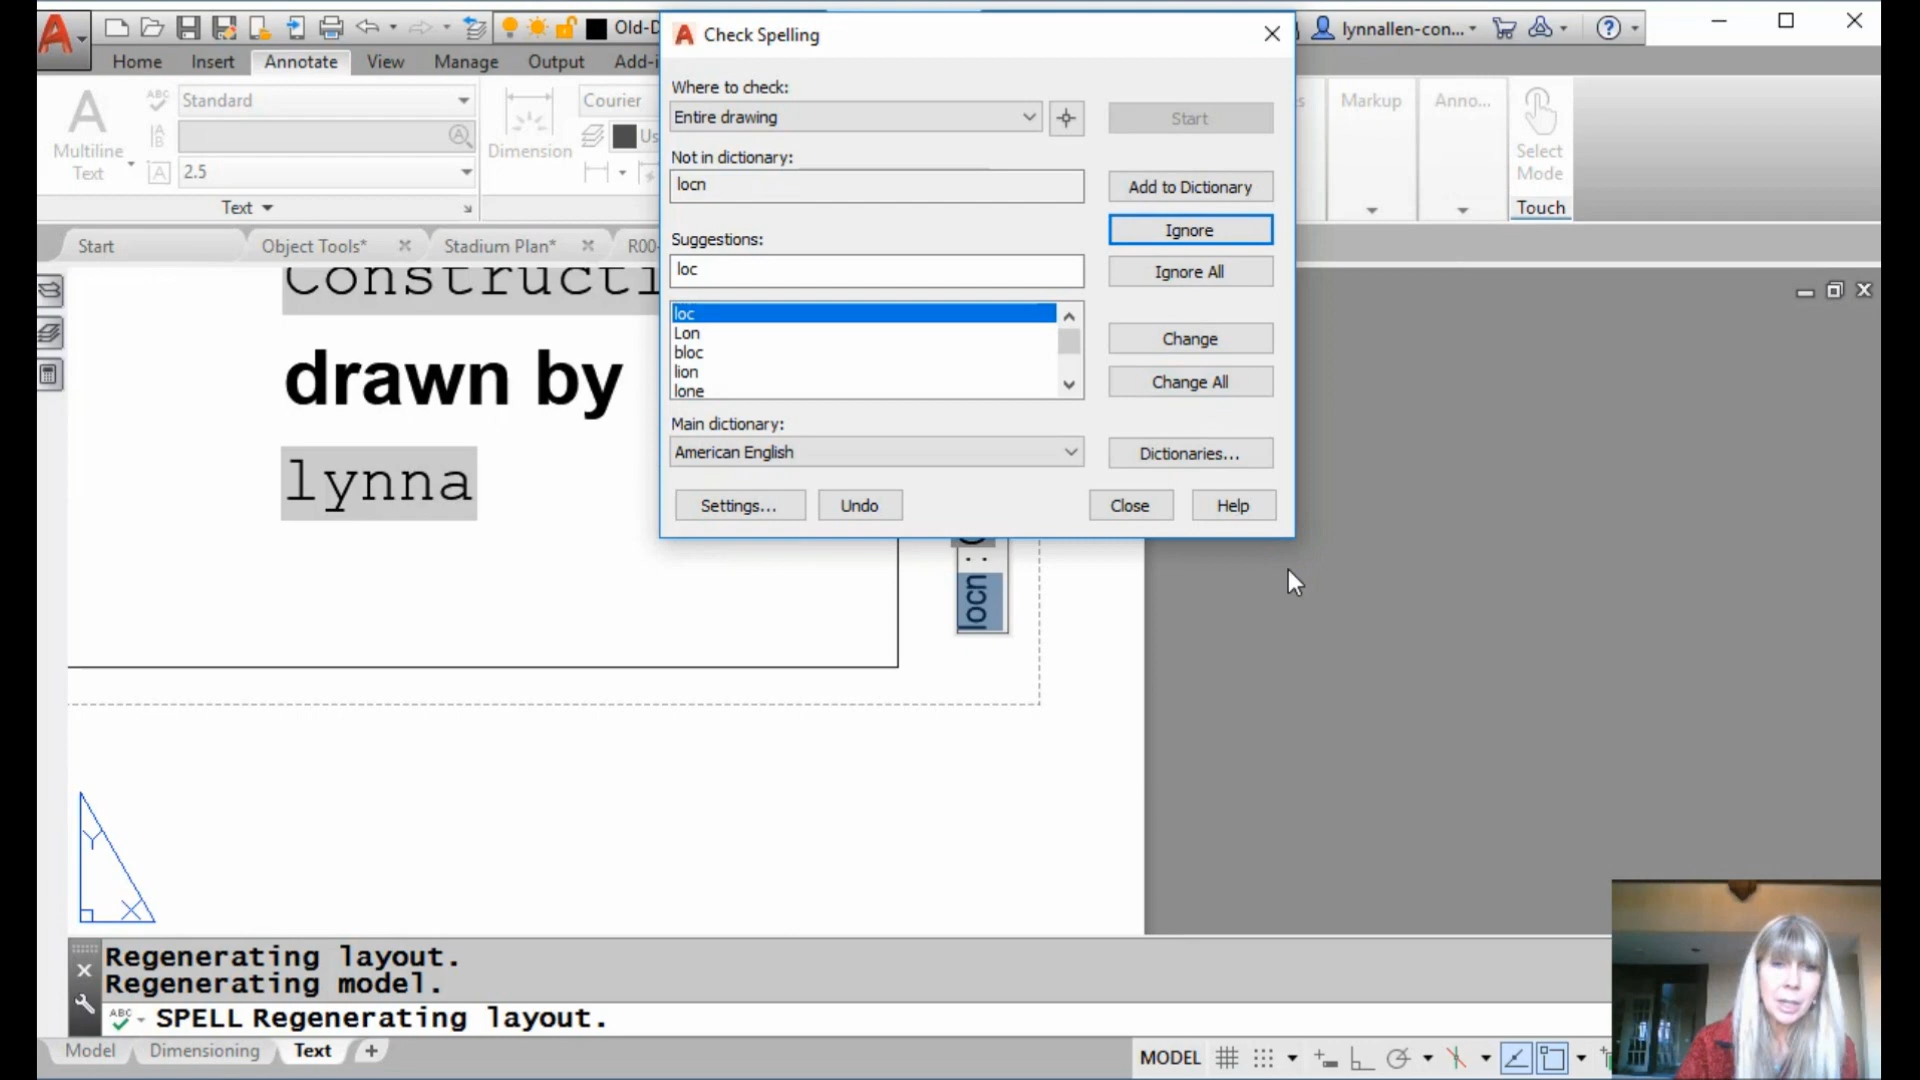 Old-D
Check Spelling
lynnallen-con...
Home
Insert
Annotate
View
Manage
Output
Add-i
Where to check:
Entire drawing
Start
Not in dictionary:
locn
Add to Dictionary
Ignore
Suggestions:
loc
Ignore All
loc
Lon
bloc
lion
lone
Change
Change All
Main dictionary:
American English
Dictionaries...
Settings...
Undo
Close
Help
A
Multiline
Text
ABC
Standard
2.5
Text
Dimension
Courier
Us
s
Markup
Anno...
Select
Mode
Touch
Start
Object Tools*
Stadium Plan*
R00
Constructi
drawn by
lynna
locn :
Y
X
Regenerating layout.
Regenerating model.
ABC SPELL Regenerating layout.
Model
Dimensioning
Text
+
MODEL